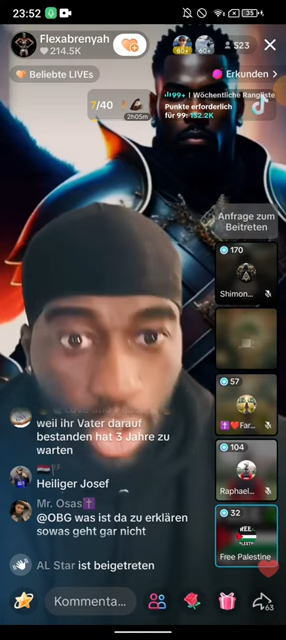 23:52
35
Flexabrenyah
214.5K
60+
60+
523
Beliebte LIVEs
Erkunden >
7/40
2h05m
99+ | Wöchentliche Rangliste
Punkte erforderlich
für 99: 132.2K
Anfrage zum
Beitreten
170
Shimon...
57
Far...
104
Raphael...
32
Free Palestine
weil ihr Vater darauf
bestanden hat 3 Jahre zu
warten
Heiliger Josef
Mr. Osas
@OBG was ist da zu erklären
sowas geht gar nicht
AL Star ist beigetreten
Kommenta...
63